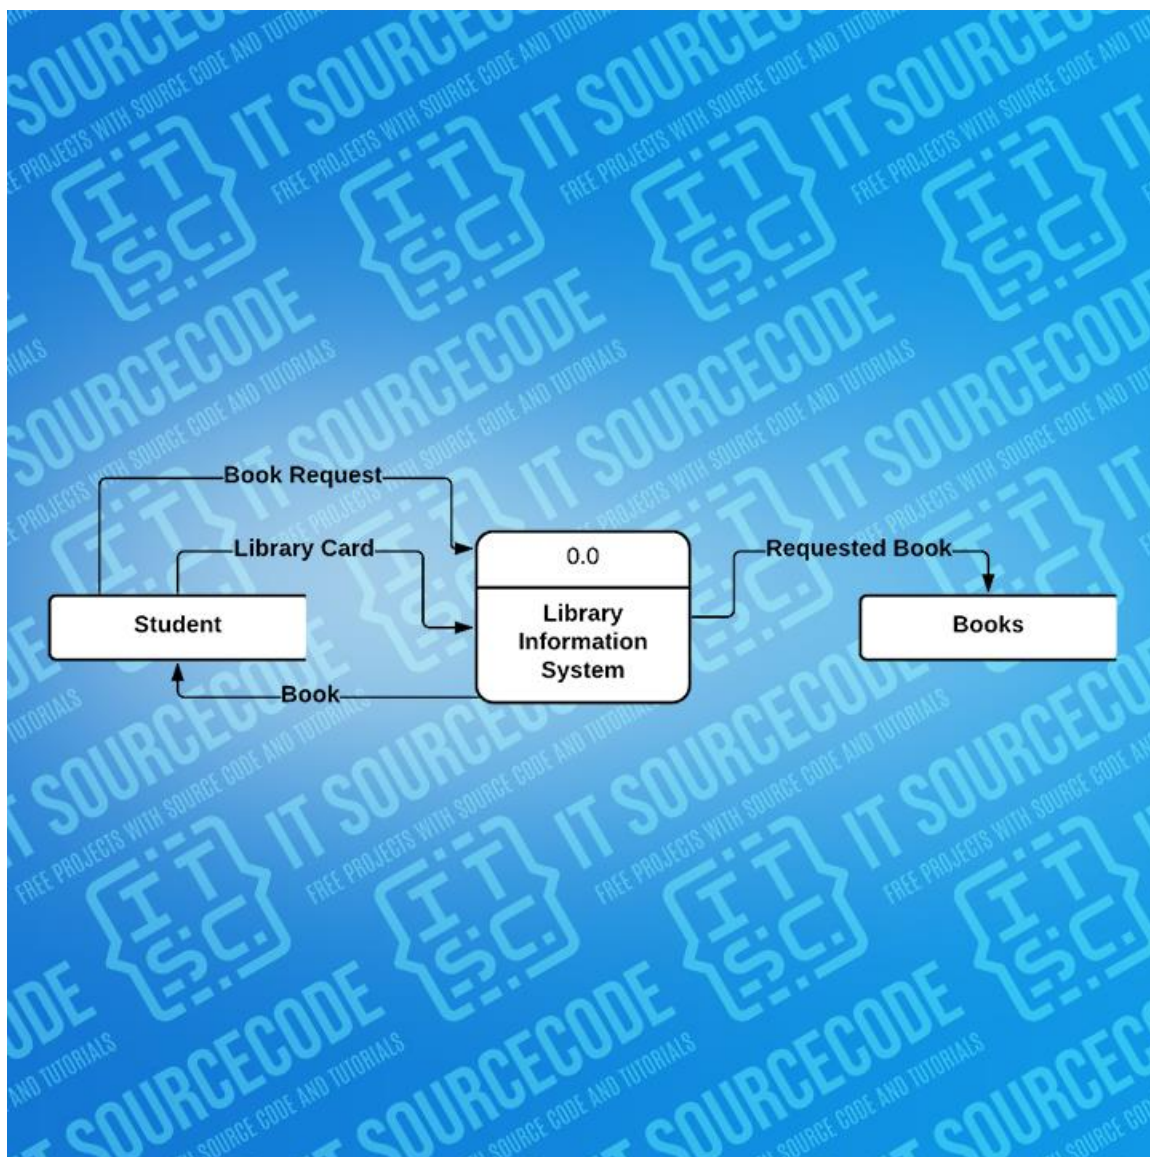 Book Request
Library Card
0.0
Requested Book
Library
Information
System
Student
Books
Book
IT SOURCECODE
FREE PROJECTS WITH SOURCE CODE AND TUTORIALS
ITSC